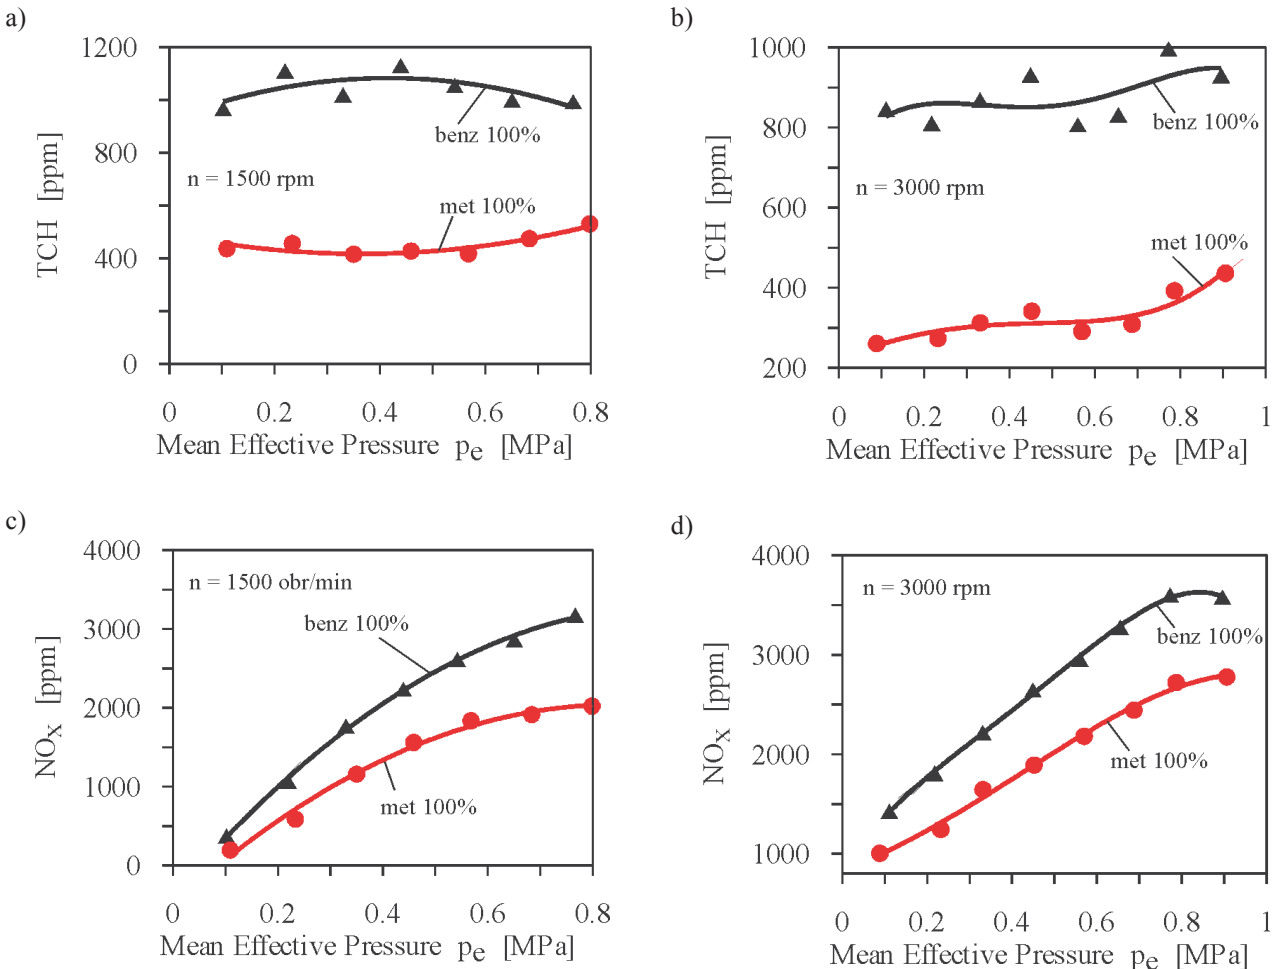 a)
1200
800
400
0
TCH [ppm]
n = 1500 rpm
benz 100%
met 100%
0 0.2 0.4 0.6 0.8
Mean Effective Pressure pe [MPa]
b)
1000
800
600
400
200
TCH [ppm]
n = 3000 rpm
benz 100%
met 100%
0 0.2 0.4 0.6 0.8 1
Mean Effective Pressure pe [MPa]
c)
4000
3000
2000
1000
0
NOX [ppm]
n = 1500 obr/min
benz 100%
met 100%
0 0.2 0.4 0.6 0.8
Mean Effective Pressure pe [MPa]
d)
4000
3000
2000
1000
NOX [ppm]
n = 3000 rpm
benz 100%
met 100%
0 0.2 0.4 0.6 0.8 1
Mean Effective Pressure pe [MPa]